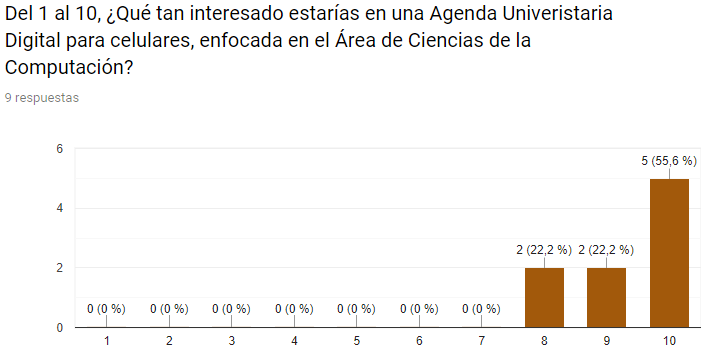 Del 1 al 10, ¿Qué tan interesado estarías en una Agenda Univeristaria
Digital para celulares, enfocada en el Área de Ciencias de la
Computación?
9 respuestas
6
5 (55,6 %)
4
2 (22,2 %) 2 (22,2 %)
2
0 (0 %) 0 (0 %) 0 (0 %) 0 (0 %) 0 (0 %) 0 (0 %) 0 (0 %)
0
1 2 3 4 5 6 7 8 9 10